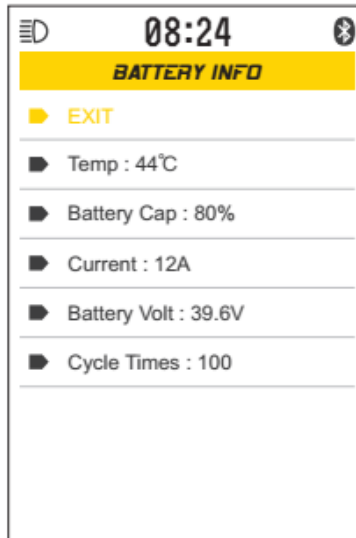 08:24
BATTERY INFO
EXIT
Temp : 44℃
Battery Cap : 80%
Current : 12A
Battery Volt : 39.6V
Cycle Times : 100